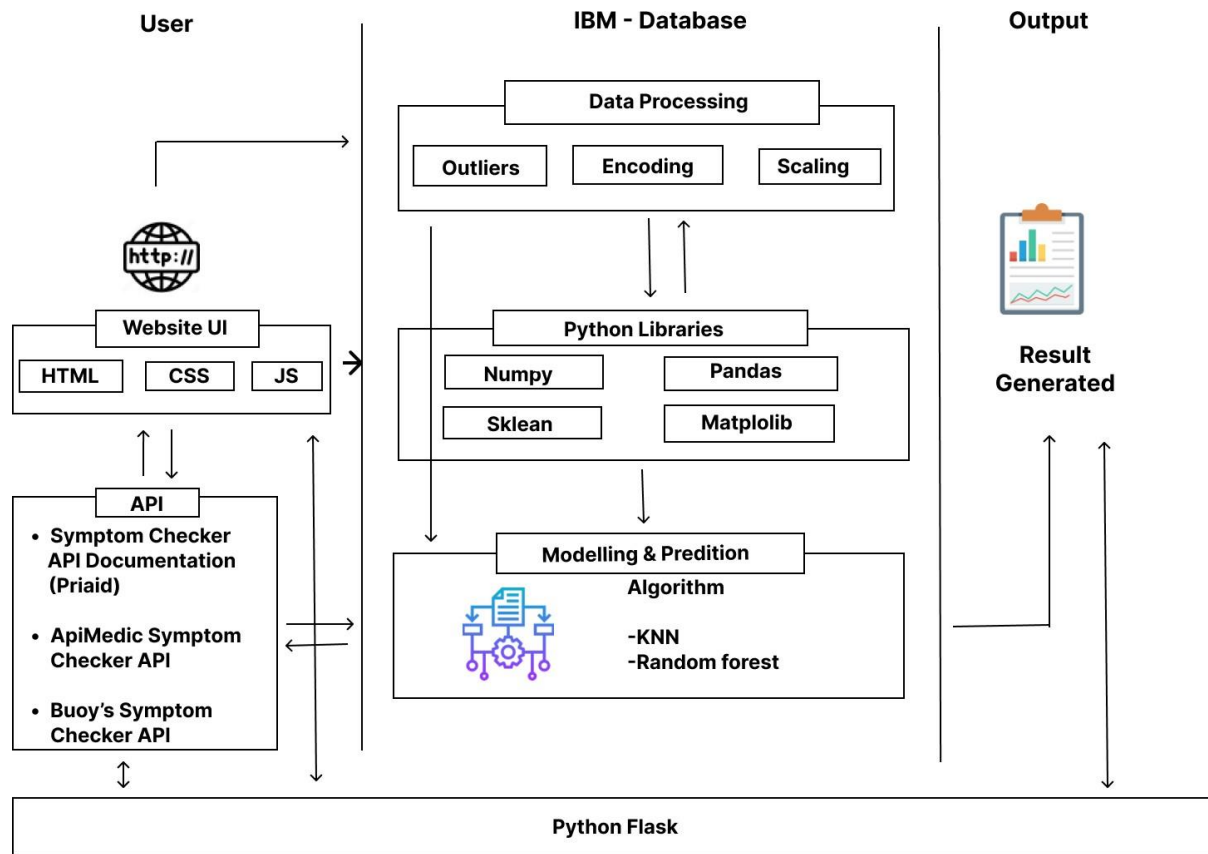 User
IBM - Database
Output
Data Processing
Outliers
Encoding
Scaling
http://
Website UI
HTML
CSS
JS
Python Libraries
Numpy
Pandas
Sklean
Matplolib
Result
Generated
API
• Symptom Checker
API Documentation
(Priaid)
• ApiMedic Symptom
Checker API
• Buoy’s Symptom
Checker API
Modelling & Predition
Algorithm
-KNN
-Random forest
Python Flask